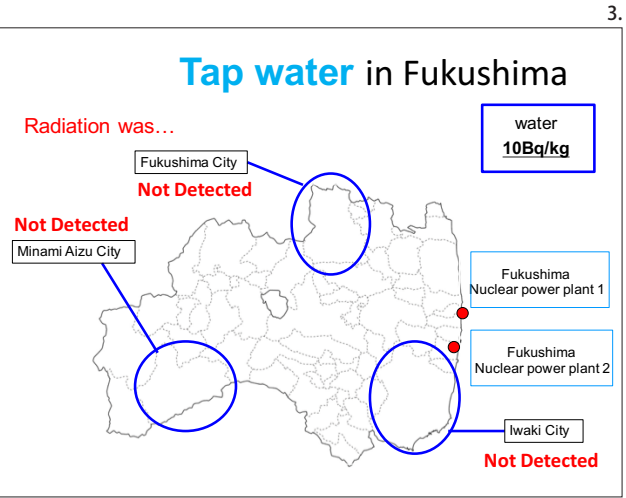 3.
Tap water in Fukushima
Radiation was…
water
10Bq/kg
Fukushima City
Not Detected
Not Detected
Minami Aizu City
Fukushima
Nuclear power plant 1
Fukushima
Nuclear power plant 2
Iwaki City
Not Detected